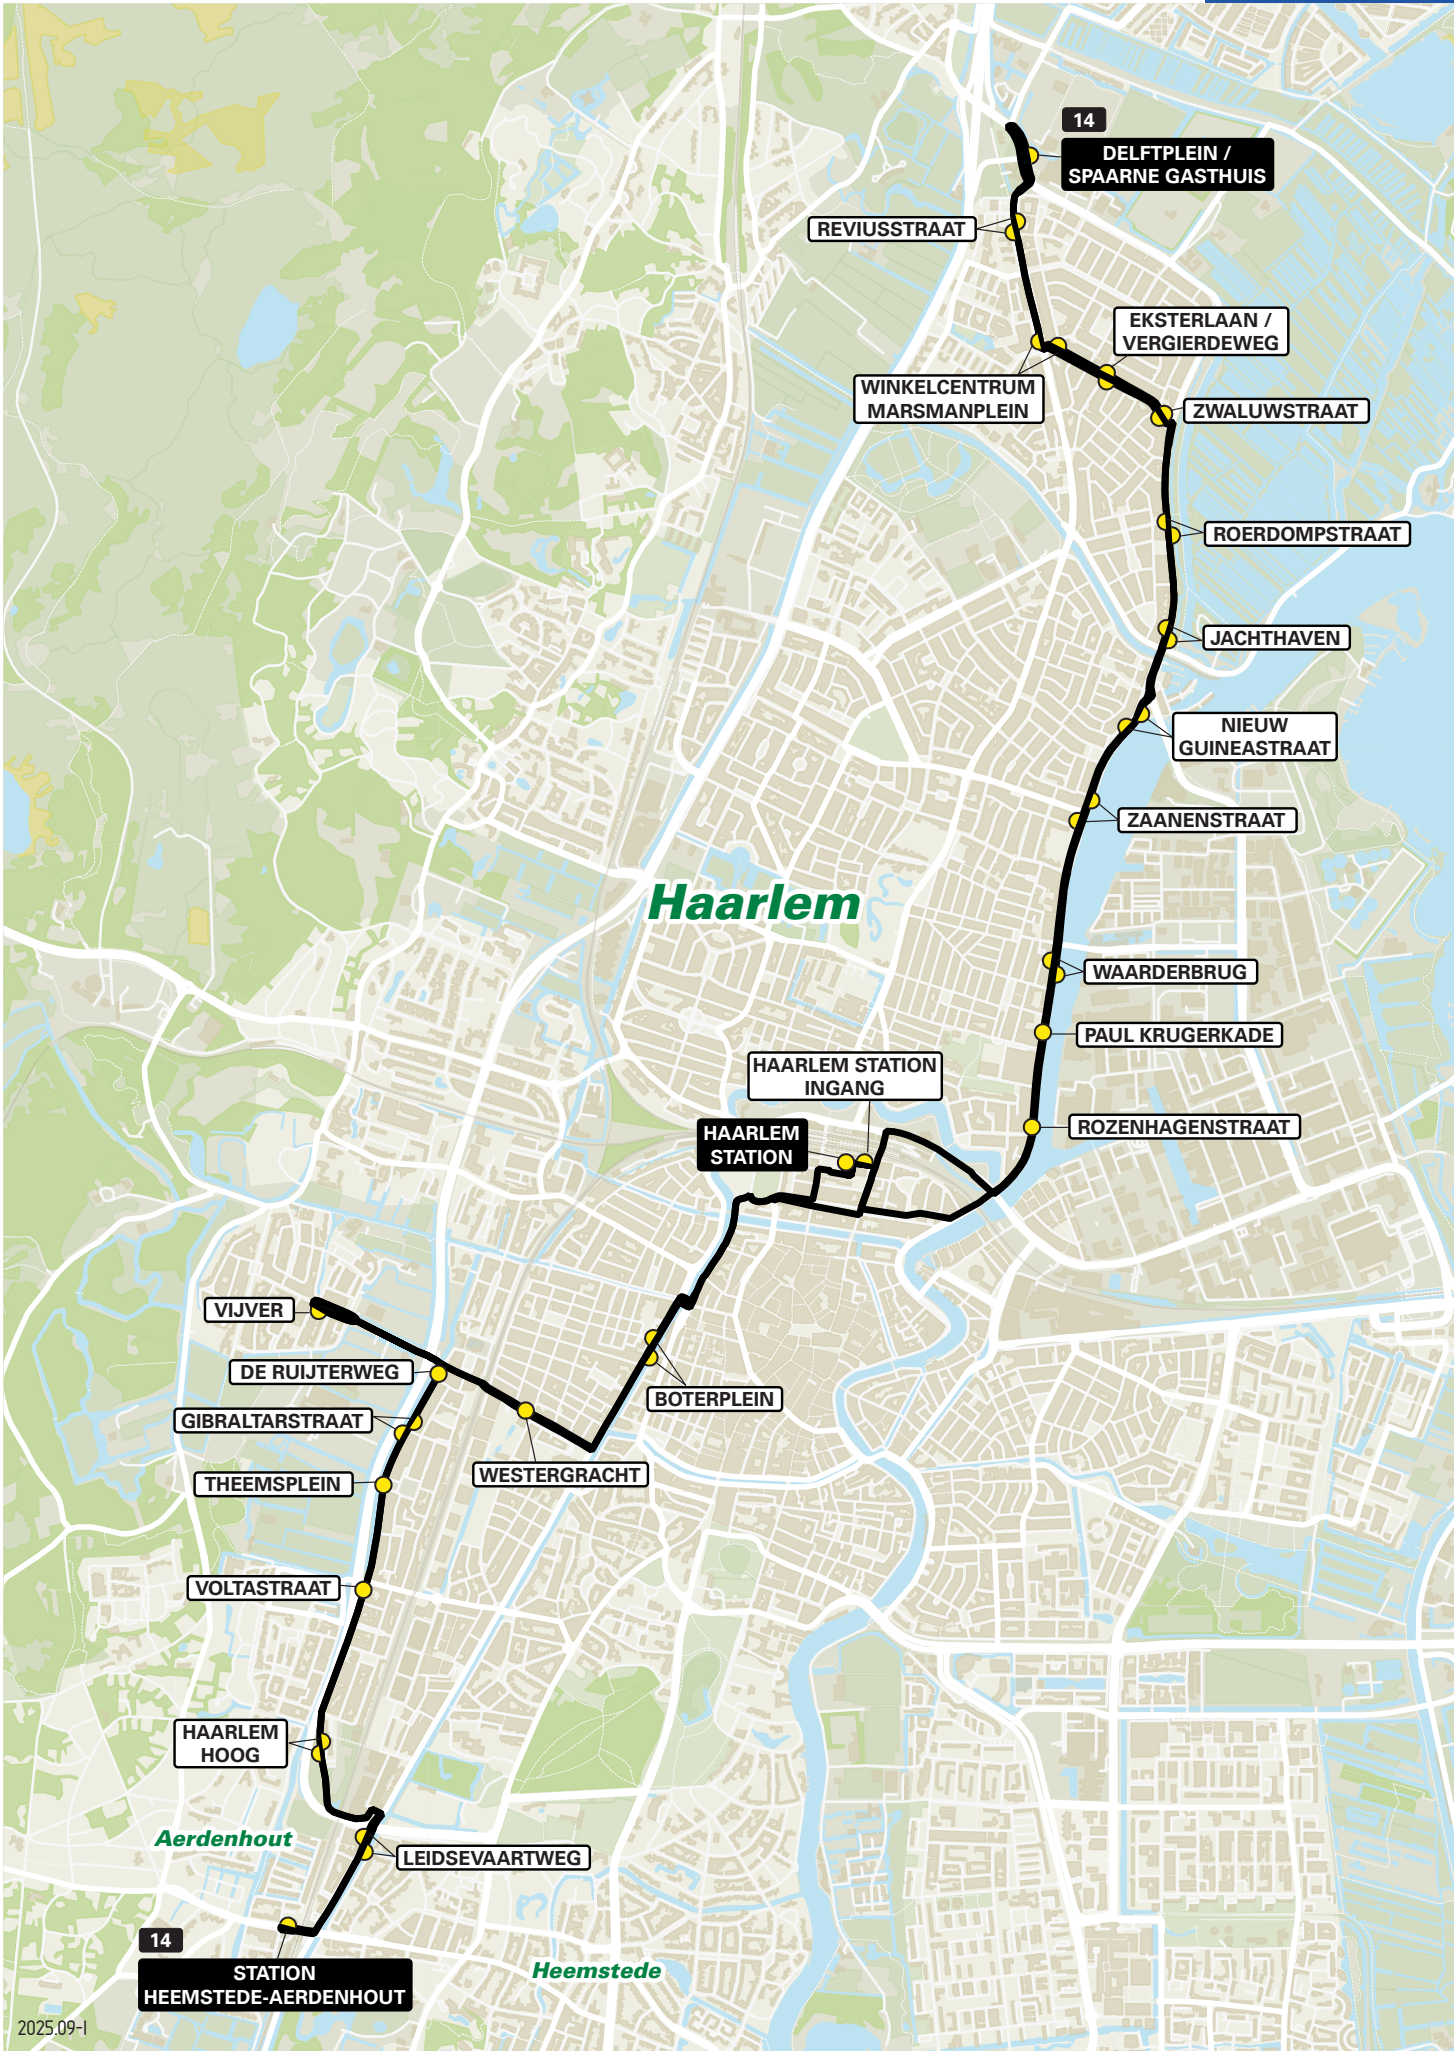 14
DELFTPLEIN /
SPAARNE GASTHUIS
REVIUSSTRAAT
EKSTERLAAN /
VERGIERDEWEG
WINKELCENTRUM
MARSMANPLEIN
ZWALUWSTRAAT
ROERDOMPSTRAAT
JACHTHAVEN
NIEUW
GUINEASTRAAT
ZAANENSTRAAT
Haarlem
WAARDERBRUG
PAUL KRUGERKADE
HAARLEM STATION
INGANG
HAARLEM
STATION
ROZENHAGENSTRAAT
VIJVER
DE RUIJTERWEG
BOTERPLEIN
GIBRALTARSTRAAT
WESTERGRACHT
THEEMSPLEIN
VOLTASTRAAT
HAARLEM
HOOG
Aerdenhout
LEIDSEVAARTWEG
14
STATION
HEEMSTEDE-AERDENHOUT
Heemstede
2025.09-I